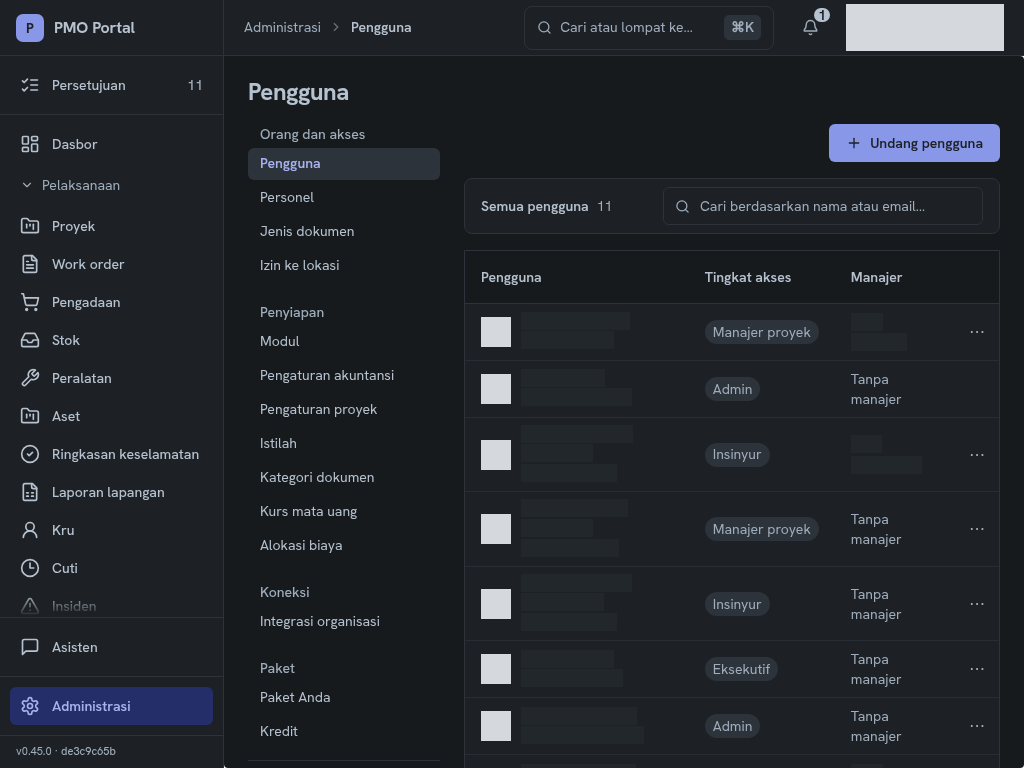 P PMO Portal
Administrasi > Pengguna
Cari atau lompat ke… ⌘K
1
Persetujuan 11
Dasbor
Pelaksanaan
Proyek
Work order
Pengadaan
Stok
Peralatan
Aset
Ringkasan keselamatan
Laporan lapangan
Kru
Cuti
Insiden
Asisten
Administrasi
v0.45.0 · de3c9c65b
Pengguna
Orang dan akses
Pengguna
Personel
Jenis dokumen
Izin ke lokasi
Penyiapan
Modul
Pengaturan akuntansi
Pengaturan proyek
Istilah
Kategori dokumen
Kurs mata uang
Alokasi biaya
Koneksi
Integrasi organisasi
Paket
Paket Anda
Kredit
+ Undang pengguna
Semua pengguna 11
Cari berdasarkan nama atau email…
Pengguna Tingkat akses Manajer
Manajer proyek
Admin Tanpa
manajer
Insinyur
Manajer proyek Tanpa
manajer
Insinyur Tanpa
manajer
Eksekutif Tanpa
manajer
Admin Tanpa
manajer